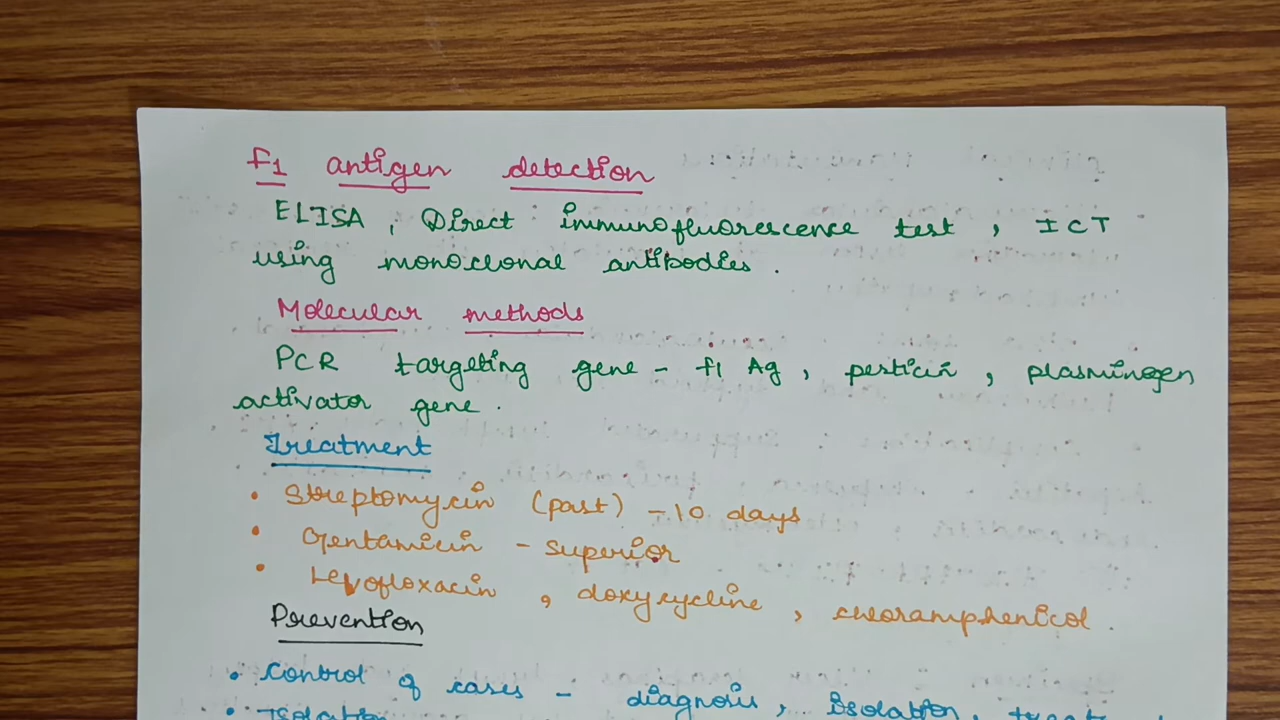 F1 antigen detection
ELISA, Direct immunofluorescence test, ICT
using monoclonal antibodies.
Molecular methods
PCR targeting gene - f1 Ag, pesticin, plasminogen
activator gene.
Treatment
• Streptomycin (past) - 10 days
• Gentamicin - superior
• Levofloxacin, doxycycline, chloramphenicol.
Prevention
• Control of cases - diagnosis, isolation,
• Isolation